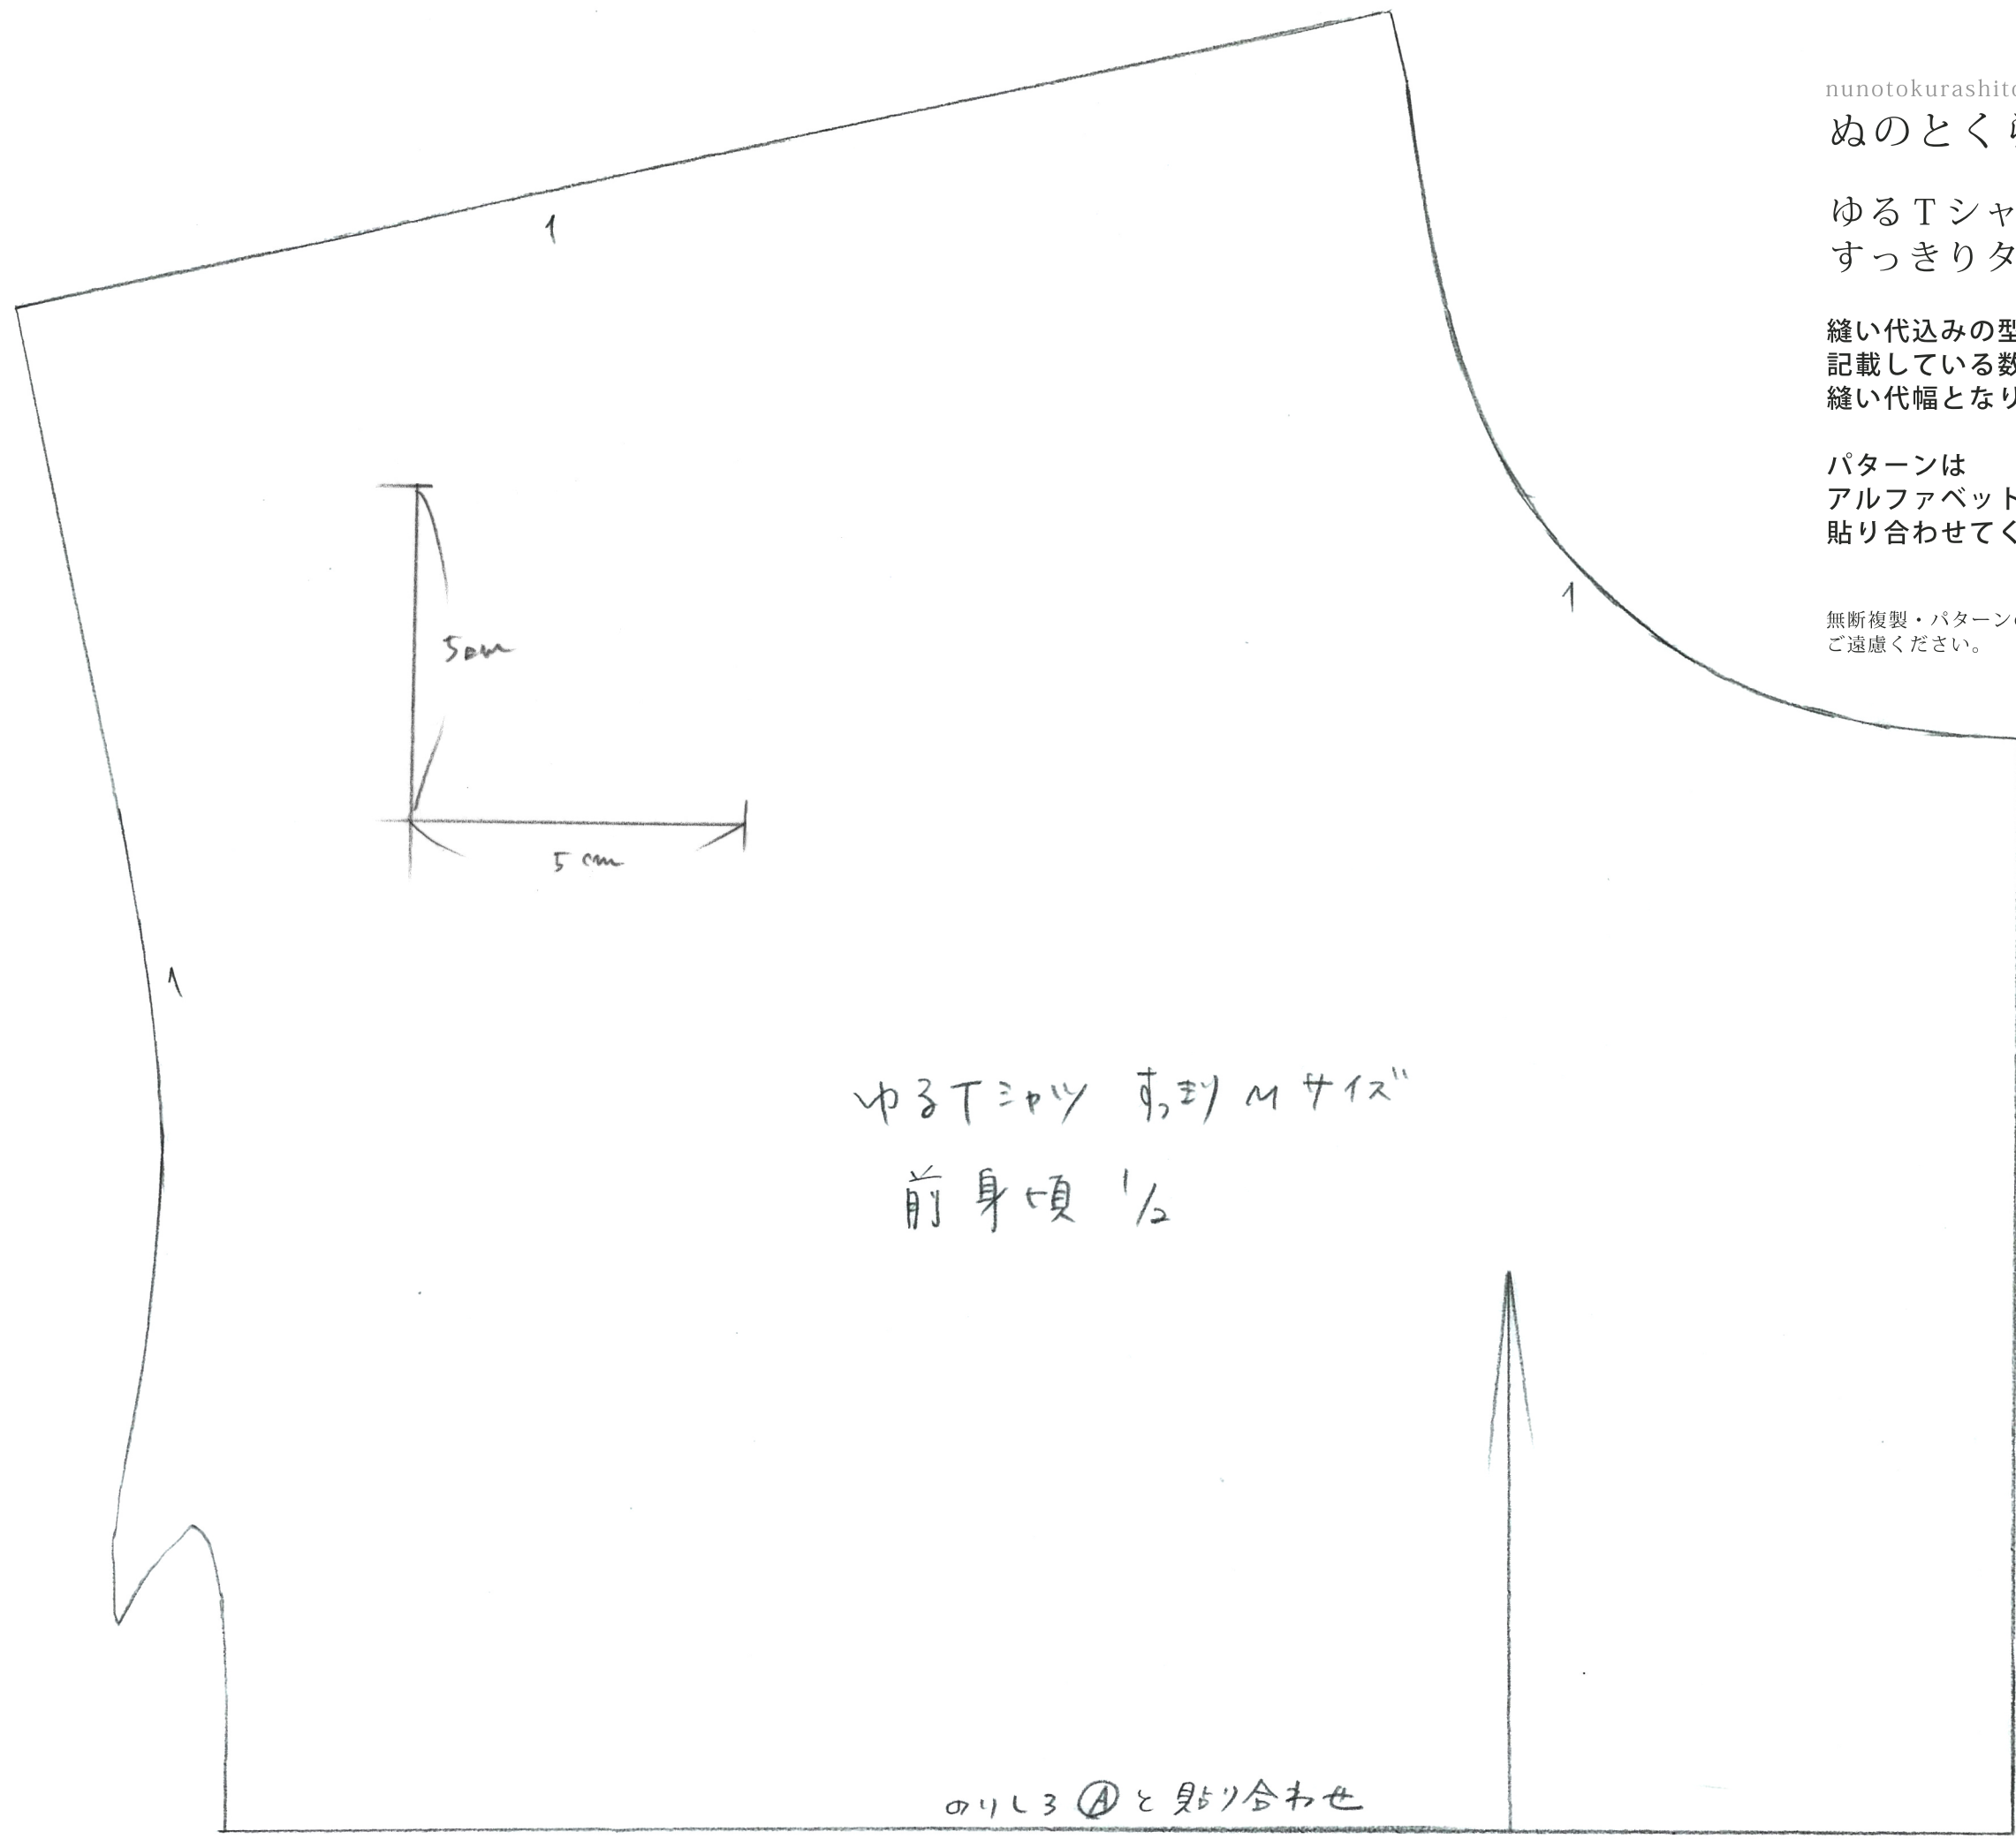 nunotokurashito
ぬのとくら
ゆるTシャ
すっきりタ
縫い代込みの型
記載している数
縫い代幅となり
パターンは
アルファベット
貼り合わせてく
無断複製・パターンの
ご遠慮ください。
1
1
5cm
5cm
1
ゆるTシャツ すっきりMサイズ
前身頃 1/2
のりしろ Ⓐ と貼り合わせ